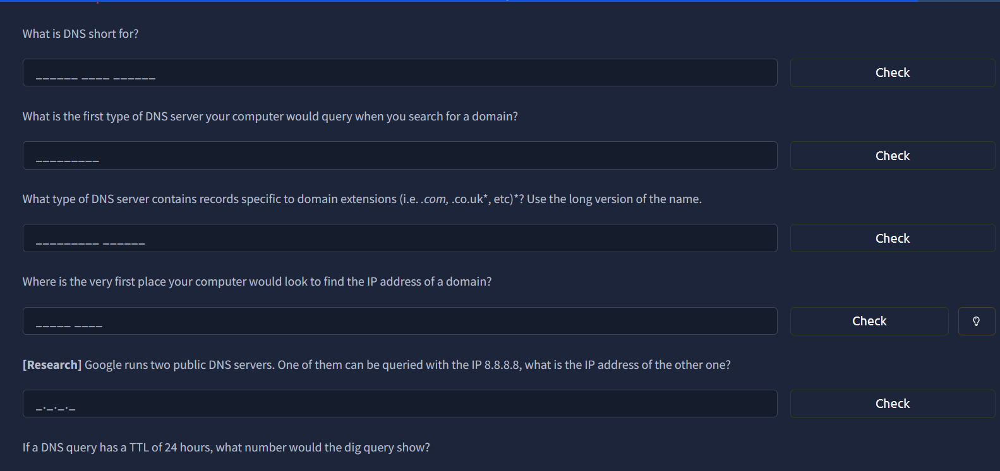 What is DNS short for?
______ ____ ______
Check
What is the first type of DNS server your computer would query when you search for a domain?
_________
Check
What type of DNS server contains records specific to domain extensions (i.e. .com, .co.uk*, etc)*? Use the long version of the name.
_________ ______
Check
Where is the very first place your computer would look to find the IP address of a domain?
_____ ____
Check
[Research] Google runs two public DNS servers. One of them can be queried with the IP 8.8.8.8, what is the IP address of the other one?
_._._._
Check
If a DNS query has a TTL of 24 hours, what number would the dig query show?